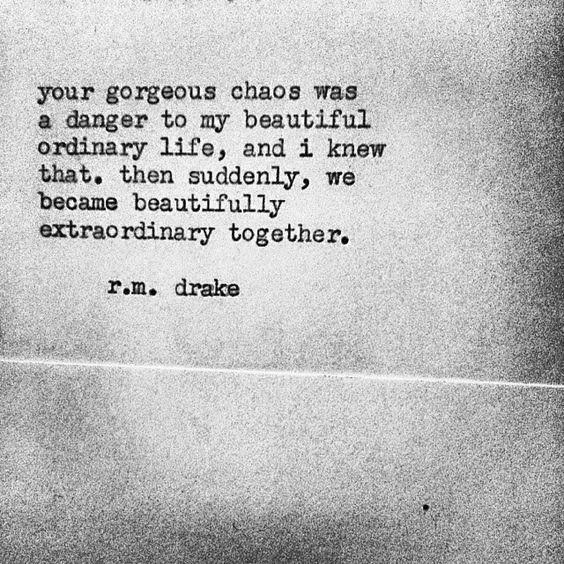 your gorgeous chaos was
a danger to my beautiful
ordinary life, and i knew
that. then suddenly, we
became beautifully
extraordinary together.
r.m. drake